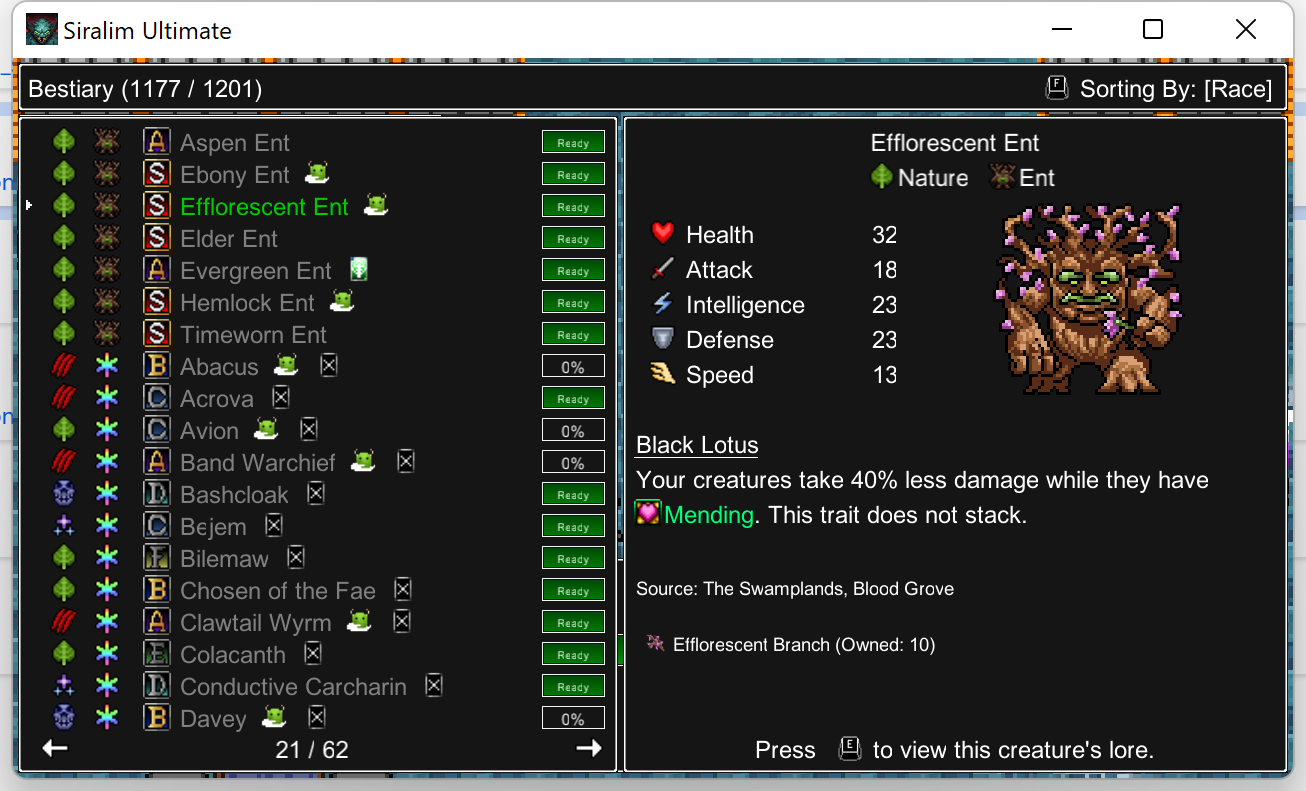 Siralim Ultimate
Bestiary (1177 / 1201)
F Sorting By: [Race]
A Aspen Ent Ready
S Ebony Ent Ready
S Efflorescent Ent Ready
S Elder Ent Ready
A Evergreen Ent Ready
S Hemlock Ent Ready
S Timeworn Ent Ready
B Abacus 0%
C Acrova Ready
C Avion 0%
A Band Warchief 0%
D Bashcloak Ready
C Bejem Ready
F Bilemaw Ready
B Chosen of the Fae Ready
A Clawtail Wyrm Ready
E Colacanth Ready
D Conductive Carcharin Ready
B Davey 0%
21 / 62
Efflorescent Ent
Nature Ent
Health 32
Attack 18
Intelligence 23
Defense 23
Speed 13
Black Lotus
Your creatures take 40% less damage while they have
Mending. This trait does not stack.
Source: The Swamplands, Blood Grove
Efflorescent Branch (Owned: 10)
Press E to view this creature's lore.